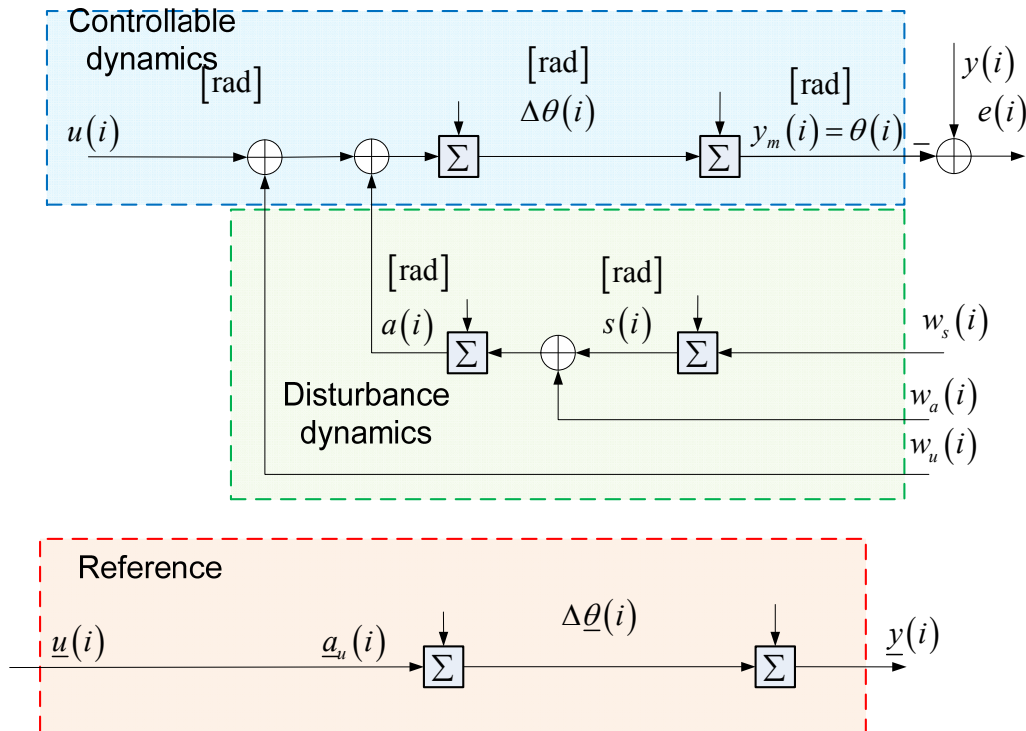 Controllable
dynamics
[rad]
[rad]
[rad]
y(i)
u(i)
Δθ(i)
y_m(i)=θ(i)
−
e(i)
Σ
Σ
[rad]
[rad]
a(i)
s(i)
w_s(i)
Σ
Σ
Disturbance
dynamics
w_a(i)
w_u(i)
Reference
u̲(i)
a̲_u(i)
Δθ̲(i)
y̲(i)
Σ
Σ